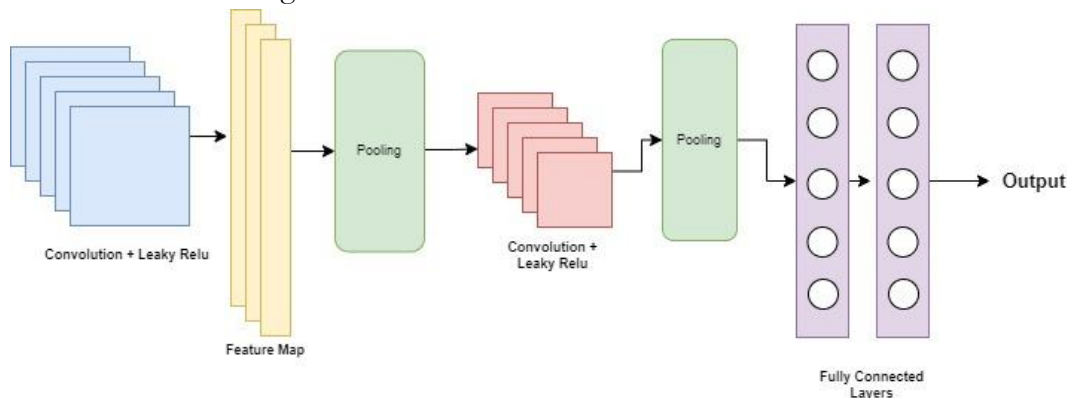 Convolution + Leaky Relu
Feature Map
Pooling
Convolution +
Leaky Relu
Pooling
Fully Connected
Layers
Output